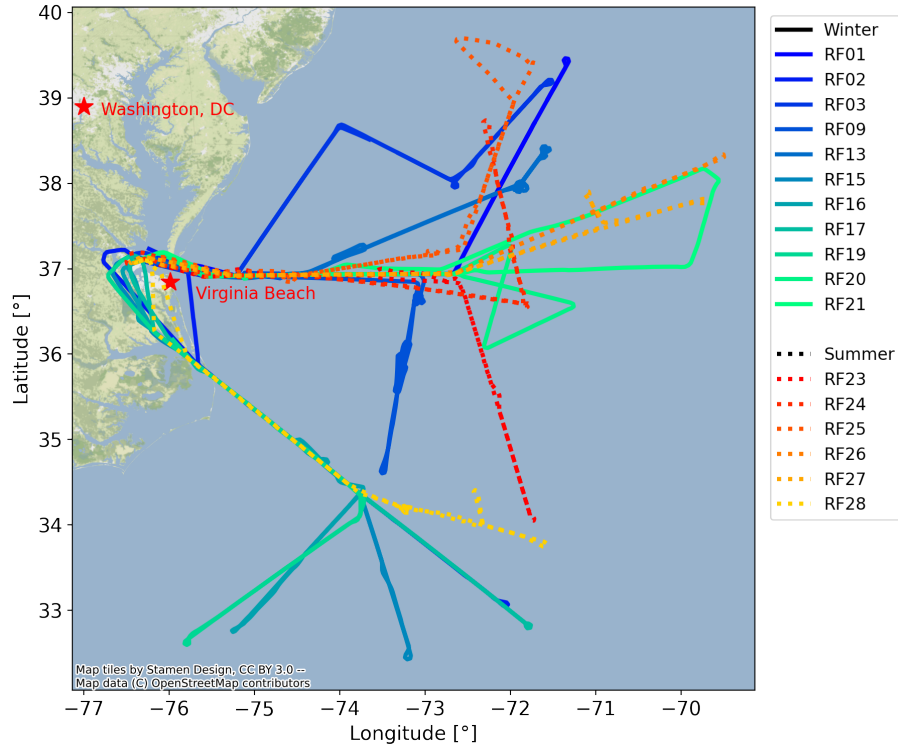 40
39
38
37
36
35
34
33
Latitude [°]
Washington, DC
Virginia Beach
Map tiles by Stamen Design, CC BY 3.0 --
Map data (C) OpenStreetMap contributors
−77 −76 −75 −74 −73 −72 −71 −70
Longitude [°]
Winter
RF01
RF02
RF03
RF09
RF13
RF15
RF16
RF17
RF19
RF20
RF21
Summer
RF23
RF24
RF25
RF26
RF27
RF28